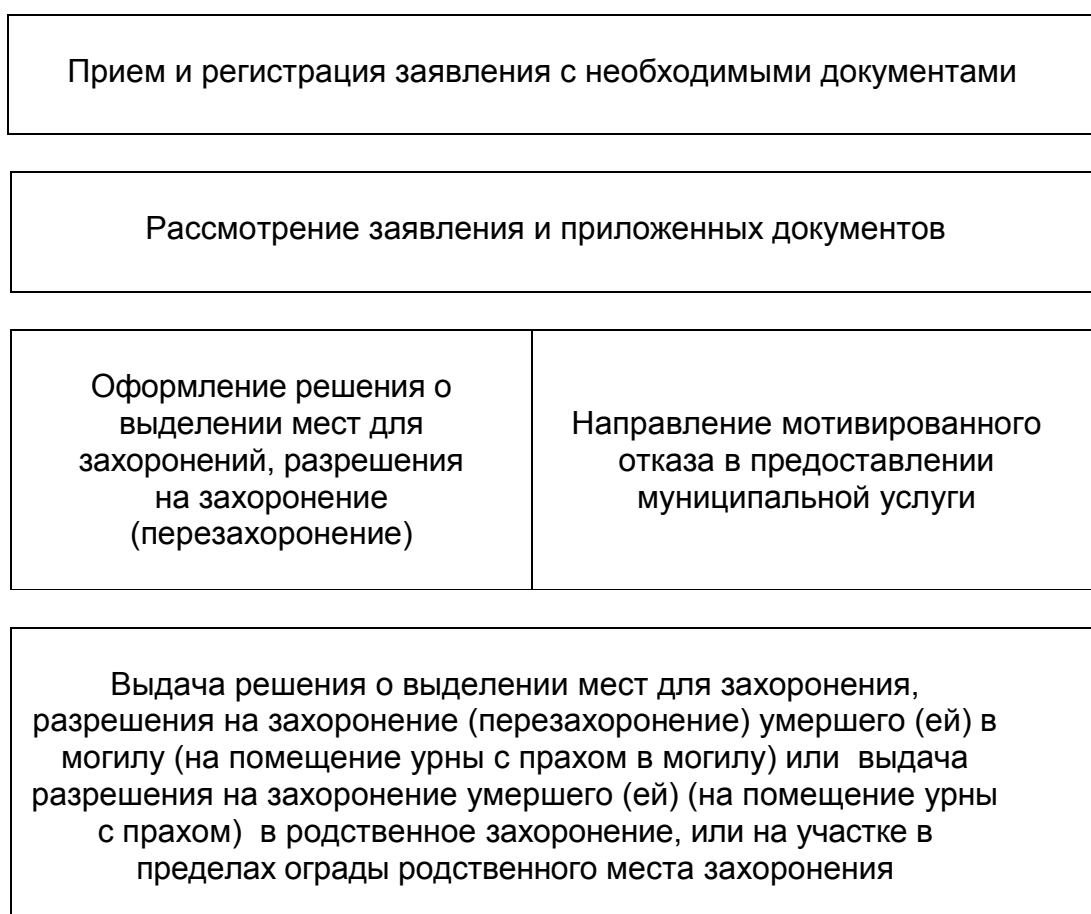 Прием и регистрация заявления с необходимыми документами
Рассмотрение заявления и приложенных документов
Оформление решения о
выделении мест для
захоронений, разрешения
на захоронение
(перезахоронение)
Направление мотивированного
отказа в предоставлении
муниципальной услуги
Выдача решения о выделении мест для захоронения,
разрешения на захоронение (перезахоронение) умершего (ей) в
могилу (на помещение урны с прахом в могилу) или выдача
разрешения на захоронение умершего (ей) (на помещение урны
с прахом) в родственное захоронение, или на участке в
пределах ограды родственного места захоронения